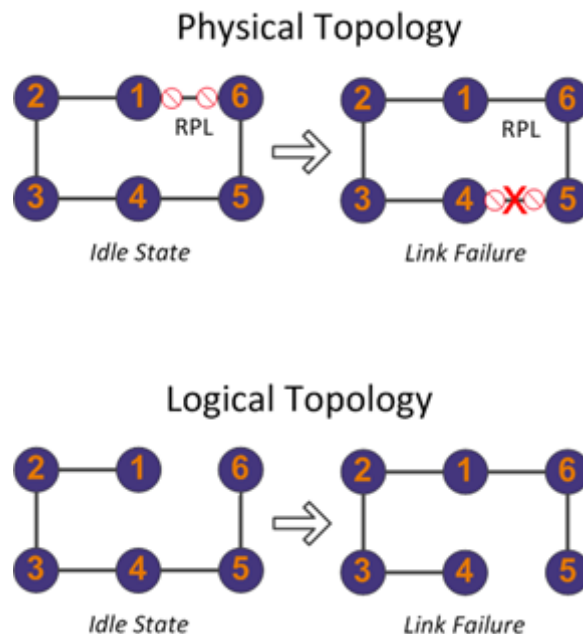 Physical Topology
2 1 6 2 1 6
RPL RPL
3 4 5 3 4 X 5
Idle State Link Failure
Logical Topology
2 1 6 2 1 6
3 4 5 3 4 5
Idle State Link Failure